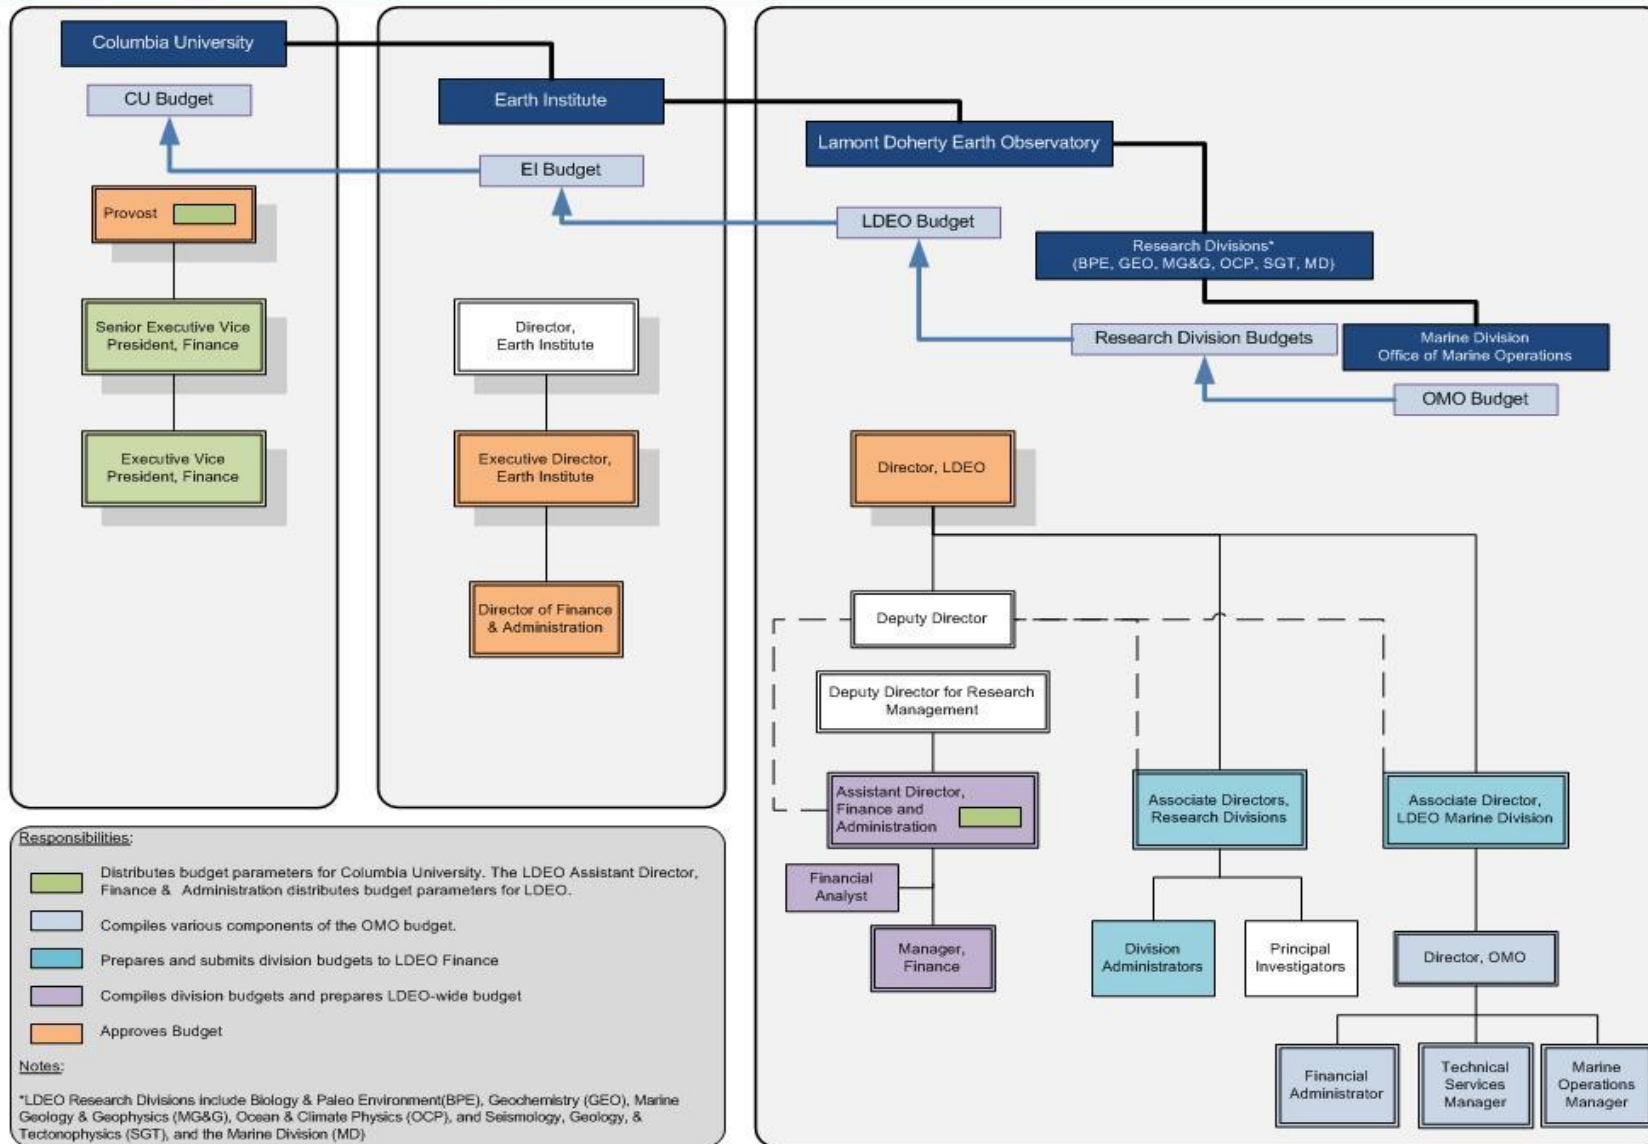 Columbia University
CU Budget
Provost
Senior Executive Vice
President, Finance
Executive Vice
President, Finance
Earth Institute
EI Budget
Director,
Earth Institute
Executive Director,
Earth Institute
Director of Finance
& Administration
Lamont Doherty Earth Observatory
LDEO Budget
Research Divisions*
(BPE, GEO, MG&G, OCP, SGT, MD)
Research Division Budgets
Marine Division
Office of Marine Operations
OMO Budget
Director, LDEO
Deputy Director
Deputy Director for Research
Management
Assistant Director,
Finance and
Administration
Financial
Analyst
Manager,
Finance
Associate Directors,
Research Divisions
Division
Administrators
Principal
Investigators
Associate Director,
LDEO Marine Division
Director, OMO
Financial
Administrator
Technical
Services
Manager
Marine
Operations
Manager
Responsibilities:
Distributes budget parameters for Columbia University. The LDEO Assistant Director,
Finance & Administration distributes budget parameters for LDEO.
Compiles various components of the OMO budget.
Prepares and submits division budgets to LDEO Finance
Compiles division budgets and prepares LDEO-wide budget
Approves Budget
Notes:
*LDEO Research Divisions include Biology & Paleo Environment(BPE), Geochemistry (GEO), Marine
Geology & Geophysics (MG&G), Ocean & Climate Physics (OCP), and Seismology, Geology, &
Tectonophysics (SGT), and the Marine Division (MD)